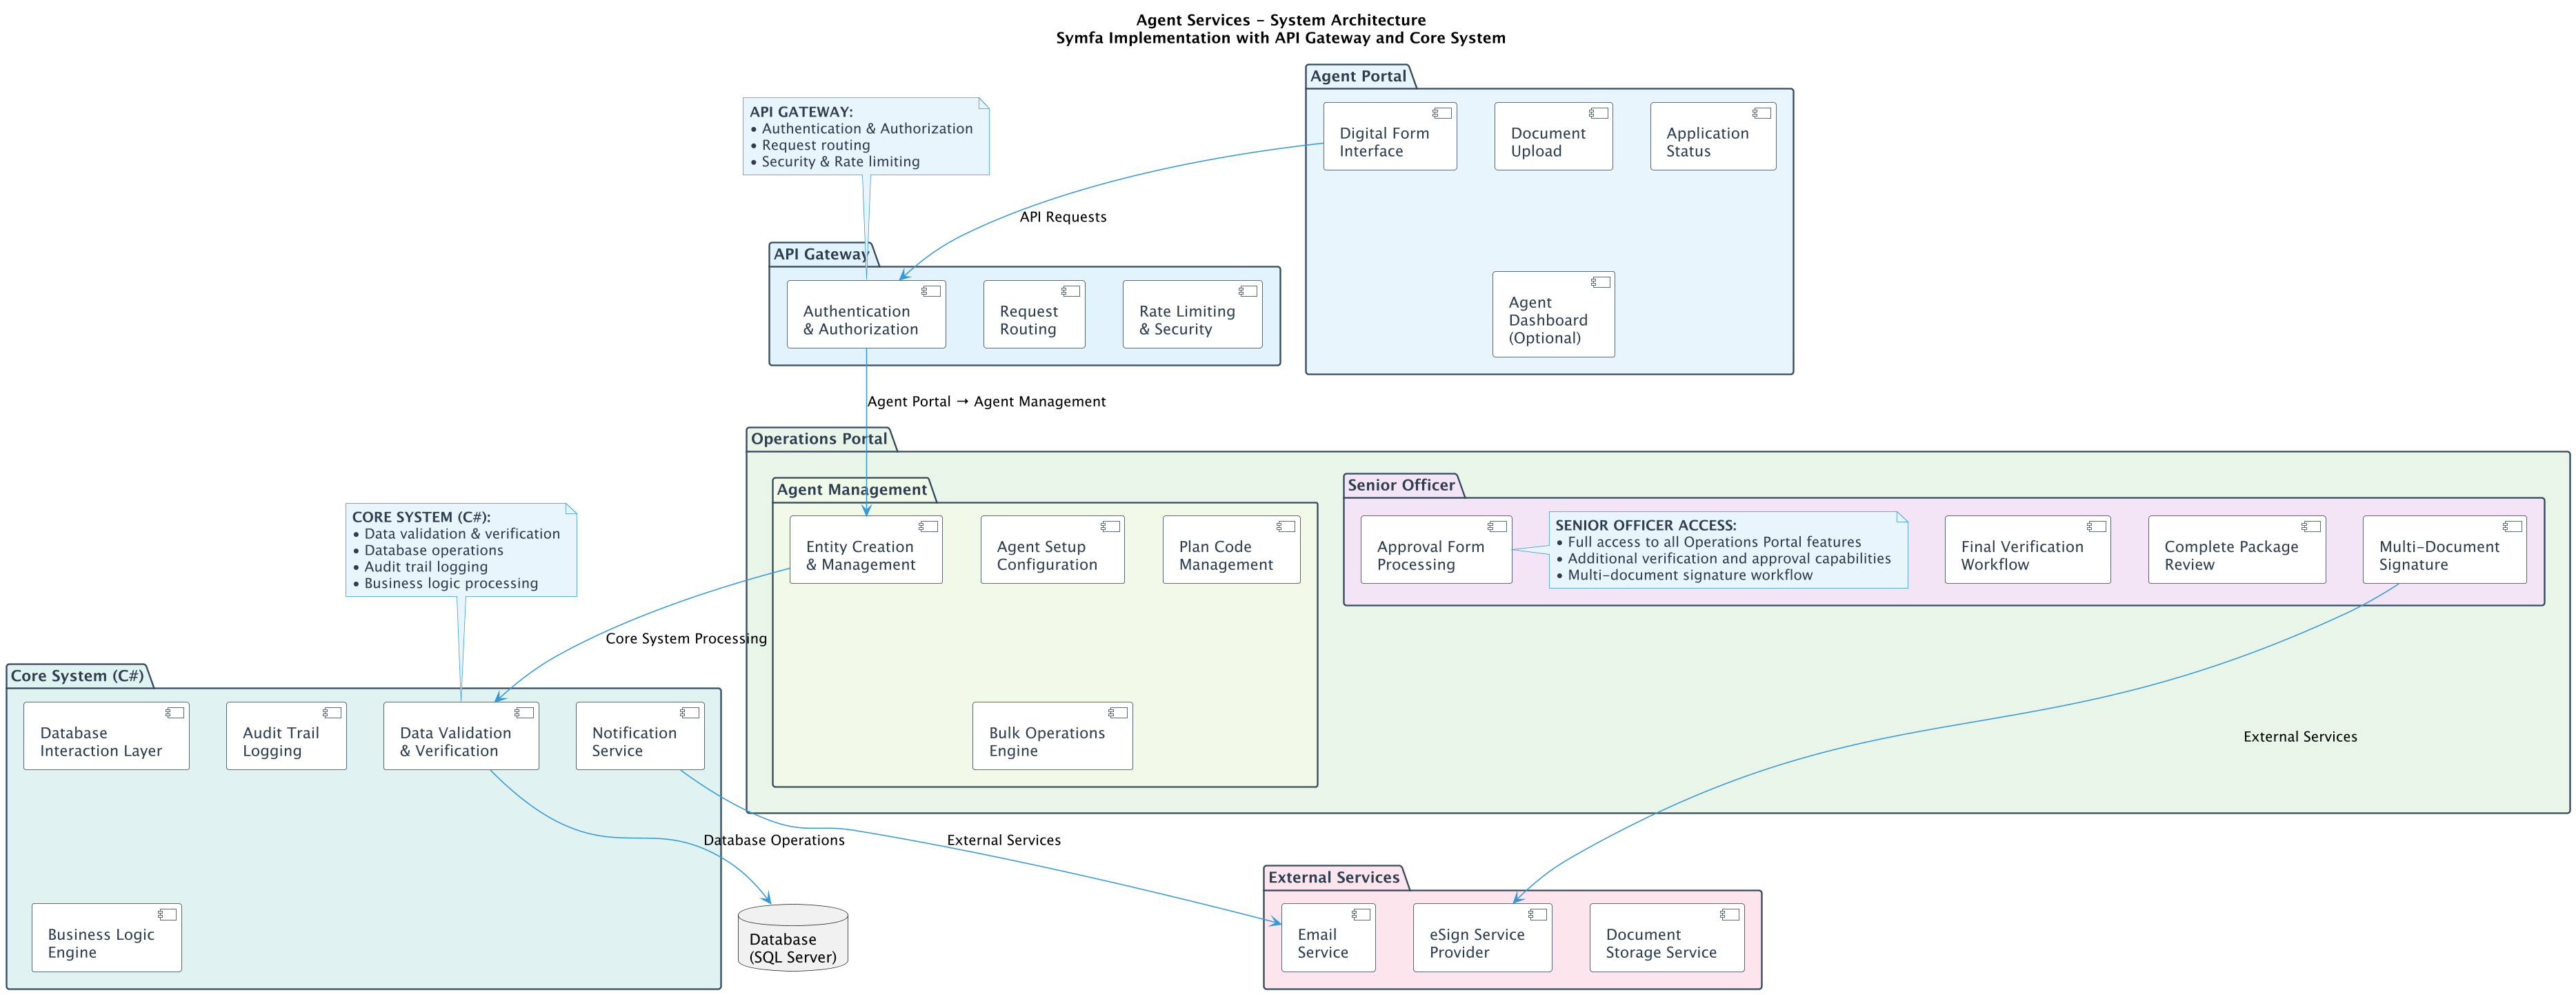 Agent Services - System Architecture
Symfa Implementation with API Gateway and Core System
Agent Portal
Digital Form
Interface
Document
Upload
Application
Status
Agent
Dashboard
(Optional)
API GATEWAY:
• Authentication & Authorization
• Request routing
• Security & Rate limiting
API Requests
API Gateway
Authentication
& Authorization
Request
Routing
Rate Limiting
& Security
Agent Portal → Agent Management
Operations Portal
Agent Management
Entity Creation
& Management
Agent Setup
Configuration
Plan Code
Management
Bulk Operations
Engine
Senior Officer
Approval Form
Processing
SENIOR OFFICER ACCESS:
• Full access to all Operations Portal features
• Additional verification and approval capabilities
• Multi-document signature workflow
Final Verification
Workflow
Complete Package
Review
Multi-Document
Signature
CORE SYSTEM (C#):
• Data validation & verification
• Database operations
• Audit trail logging
• Business logic processing
Core System Processing
Core System (C#)
Database
Interaction Layer
Audit Trail
Logging
Data Validation
& Verification
Notification
Service
Business Logic
Engine
Database Operations
External Services
External Services
Database
(SQL Server)
External Services
Email
Service
eSign Service
Provider
Document
Storage Service